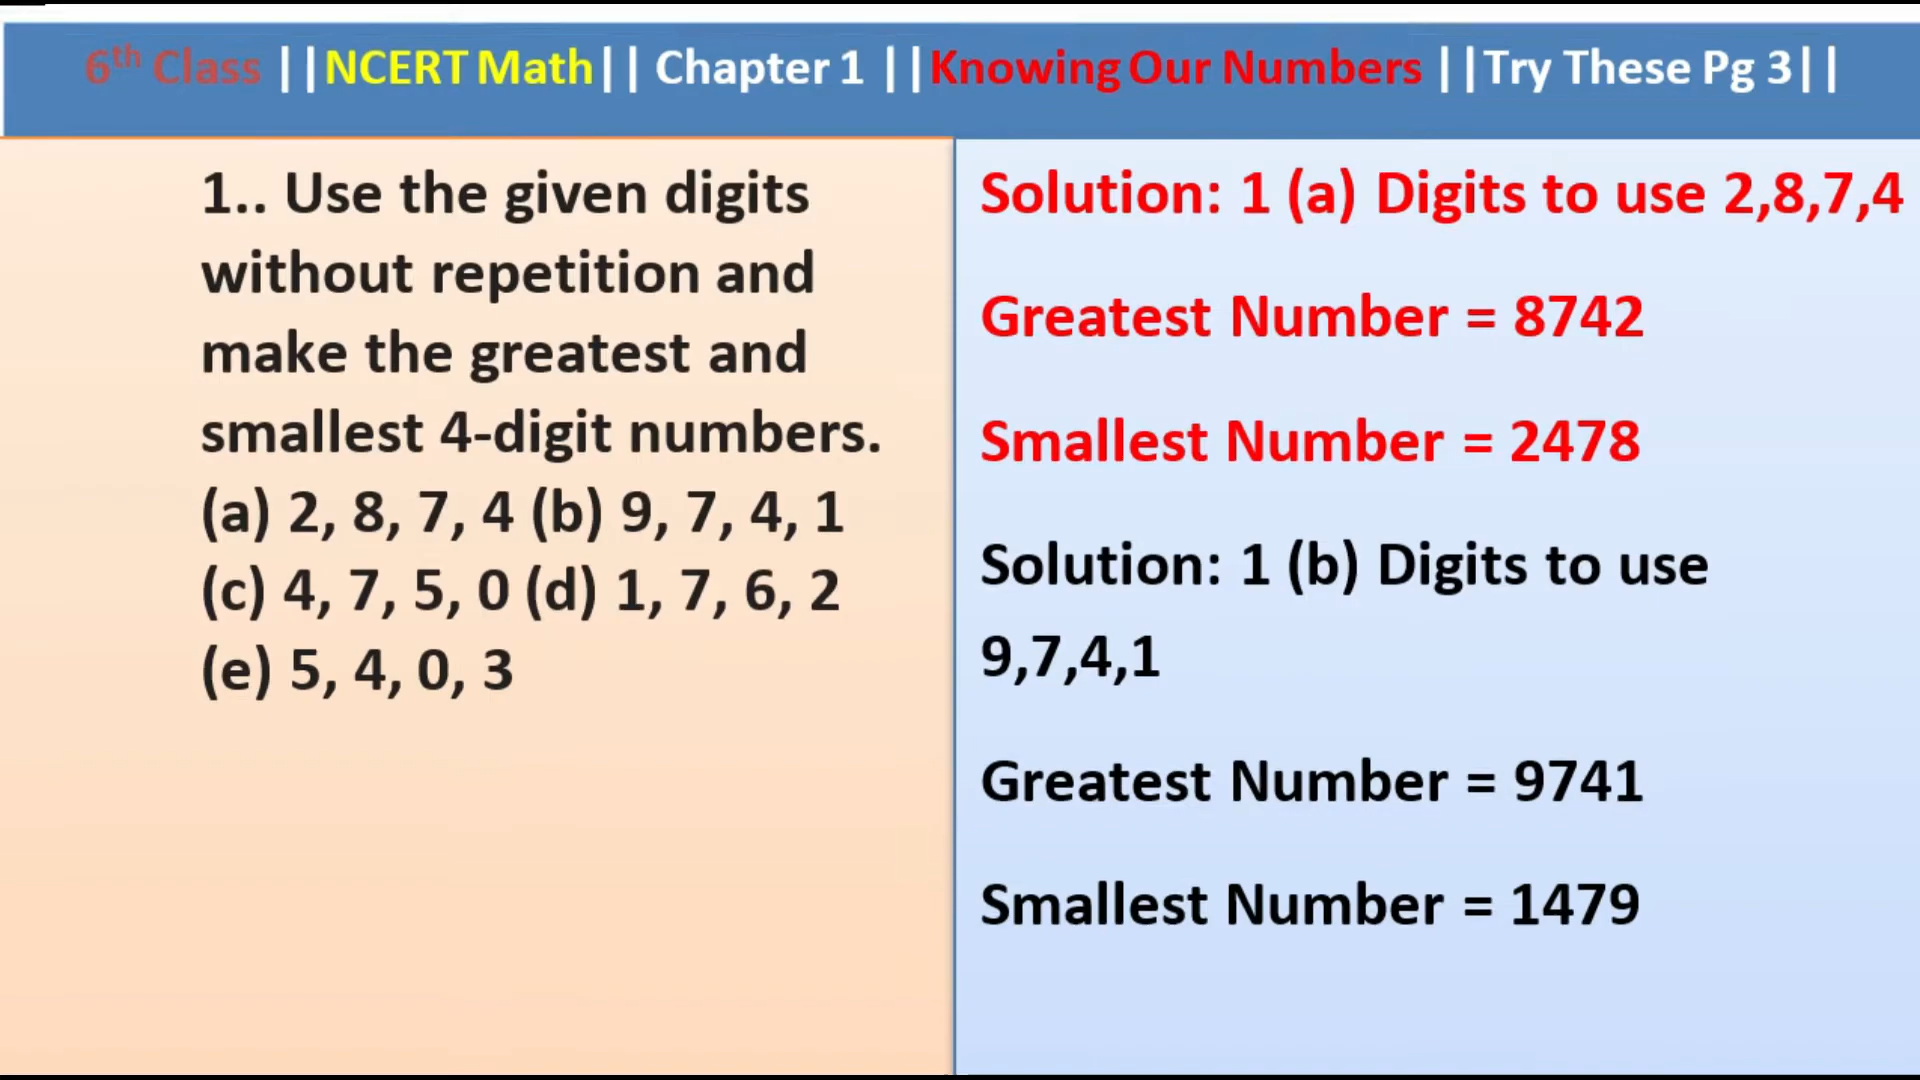 6th Class ||NCERT Math|| Chapter 1 ||Knowing Our Numbers ||Try These Pg 3||
1.. Use the given digits
without repetition and
make the greatest and
smallest 4-digit numbers.
(a) 2, 8, 7, 4 (b) 9, 7, 4, 1
(c) 4, 7, 5, 0 (d) 1, 7, 6, 2
(e) 5, 4, 0, 3
Solution: 1 (a) Digits to use 2,8,7,4
Greatest Number = 8742
Smallest Number = 2478
Solution: 1 (b) Digits to use
9,7,4,1
Greatest Number = 9741
Smallest Number = 1479